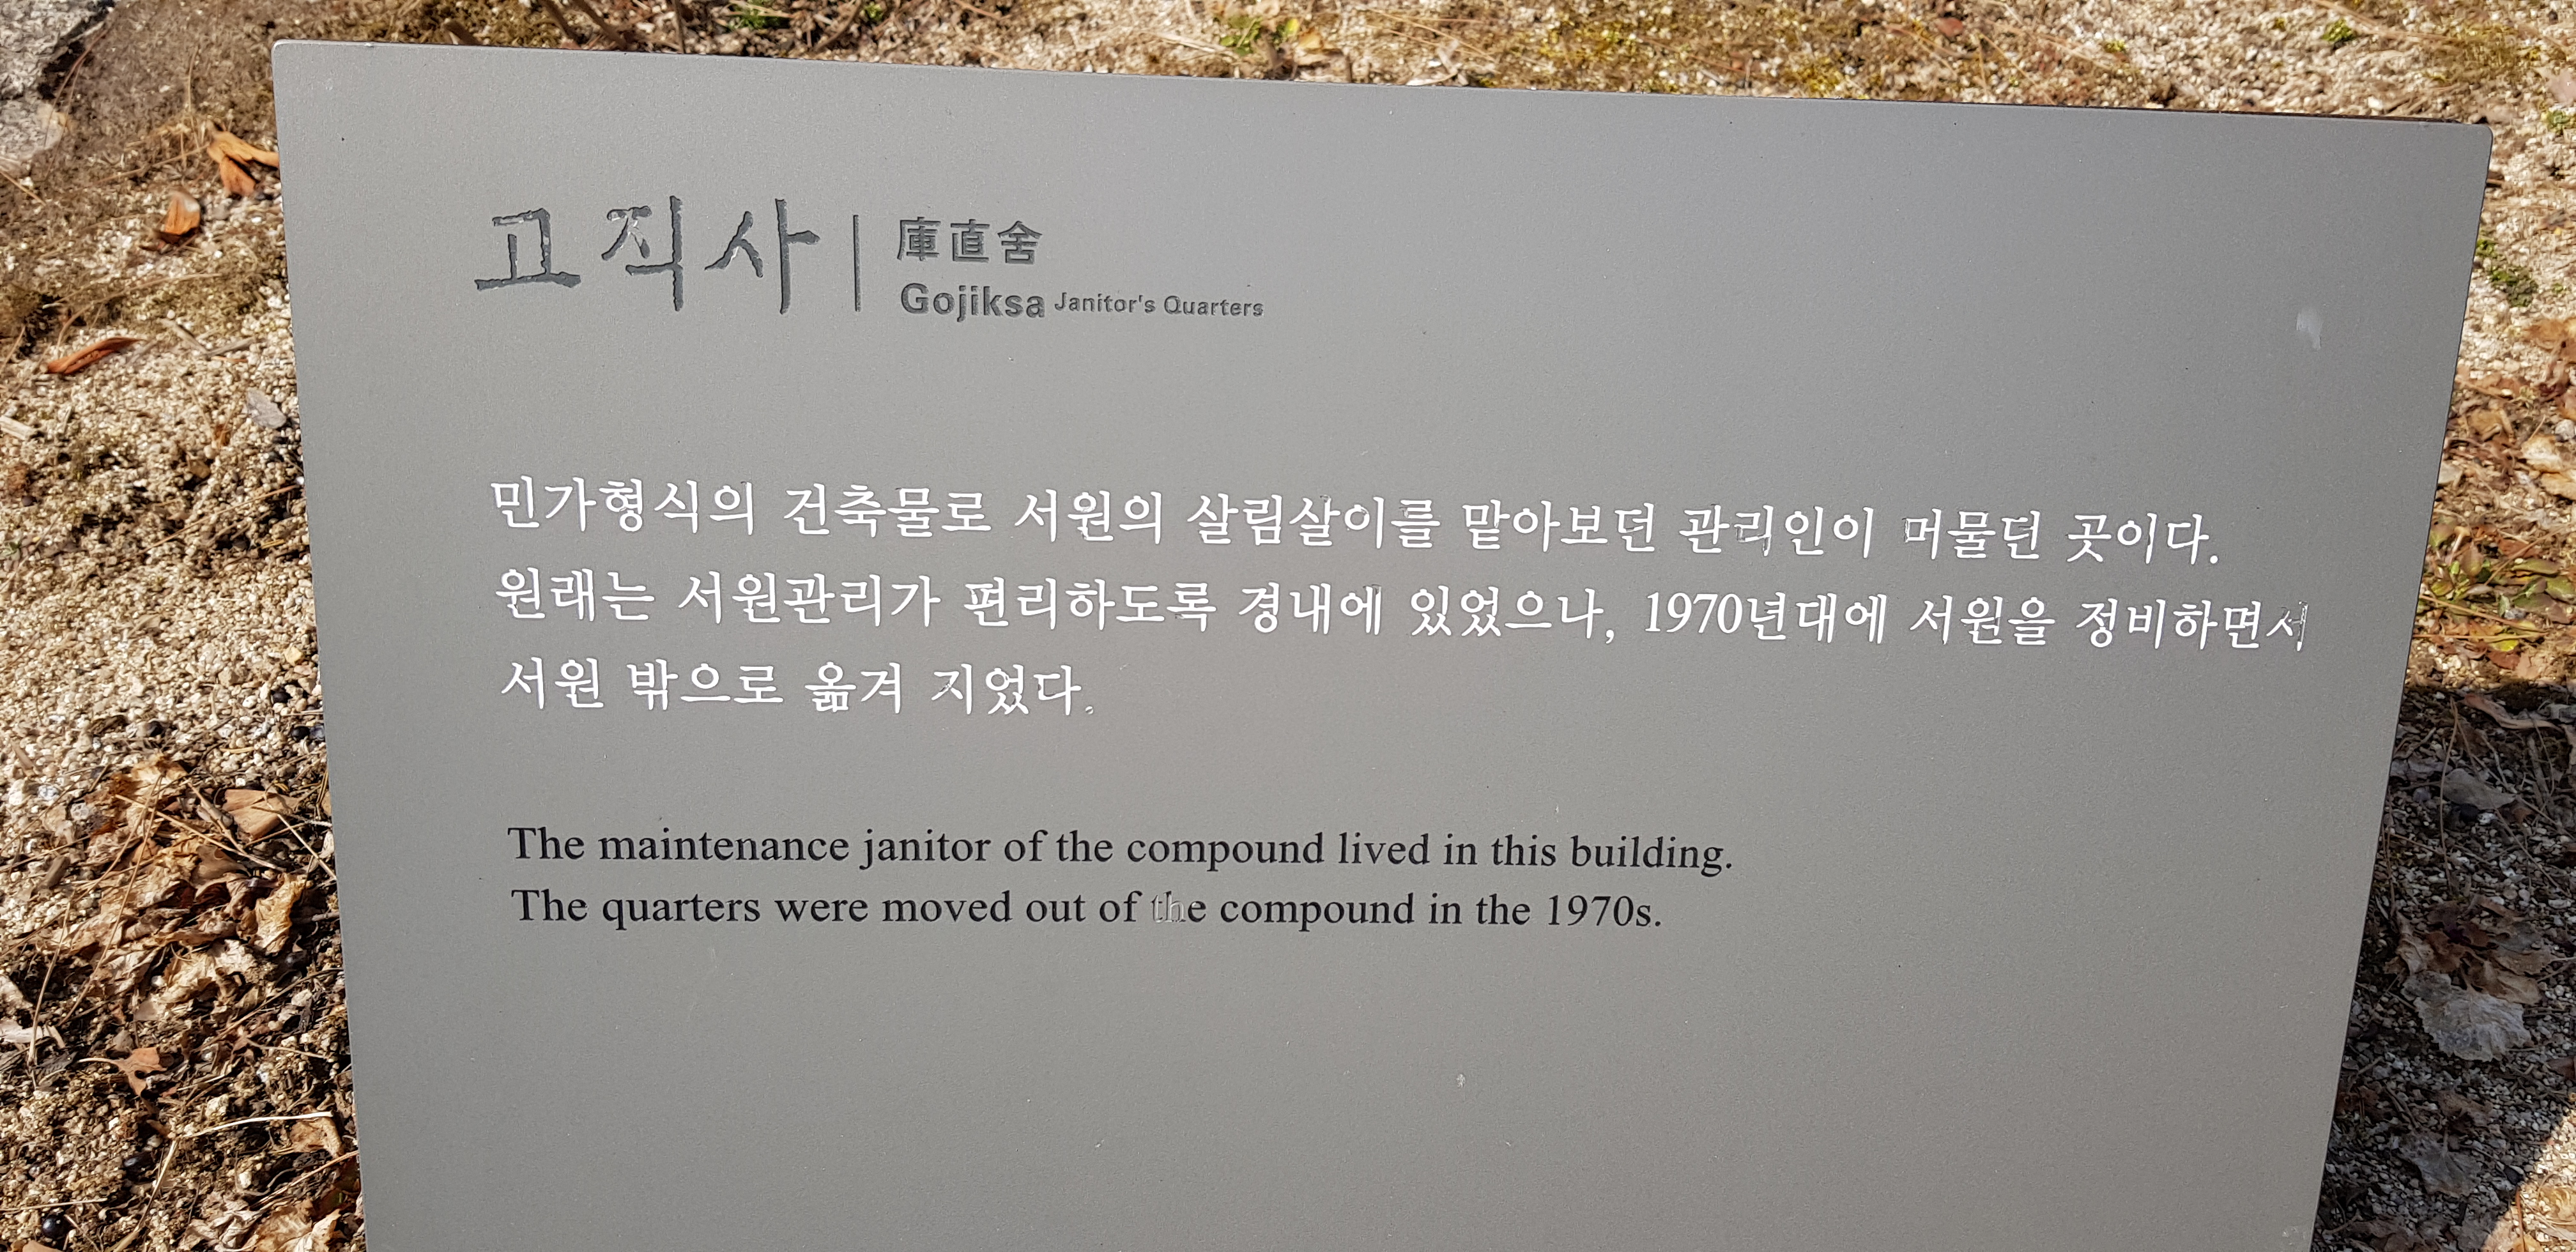 고직사
庫直舍
Gojiksa Janitor's Quarters
민가형식의 건축물로 서원의 살림살이를 맡아보던 관리인이 머물던 곳이다.
원래는 서원관리가 편리하도록 경내에 있었으나, 1970년대에 서원을 정비하면서
서원 밖으로 옮겨 지었다.
The maintenance janitor of the compound lived in this building.
The quarters were moved out of the compound in the 1970s.